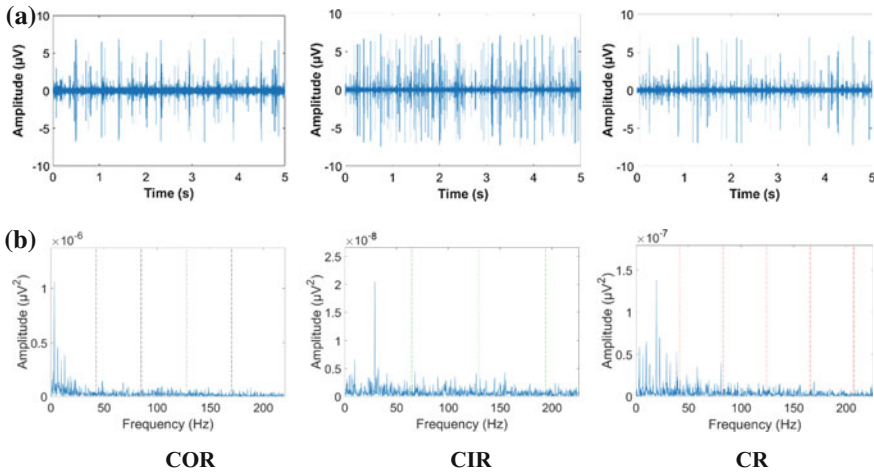 (a)
Amplitude (µV)
10
5
0
-5
-10
0 1 2 3 4 5
Time (s)
Amplitude (µV)
10
5
0
-5
-10
0 1 2 3 4 5
Time (s)
Amplitude (µV)
10
5
0
-5
-10
0 1 2 3 4 5
Time (s)
(b)
×10-6
Amplitude (µV2)
1
0.5
0
0 50 100 150 200
Frequency (Hz)
COR
×10-8
Amplitude (µV2)
2.5
2
1.5
1
0.5
0
0 50 100 150 200
Frequency (Hz)
CIR
×10-7
Amplitude (µV2)
1.5
1
0.5
0
0 50 100 150 200
Frequency (Hz)
CR